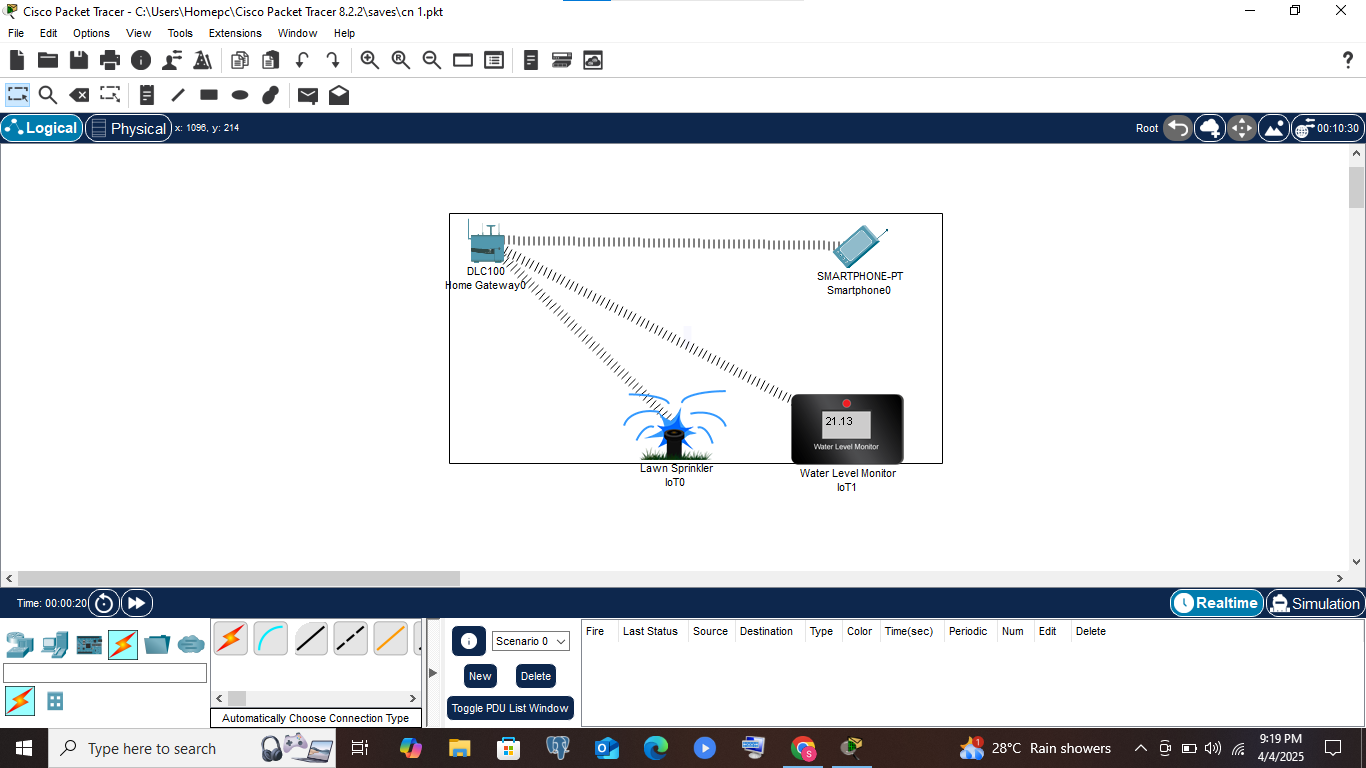 Cisco Packet Tracer - C:\Users\Homepc\Cisco Packet Tracer 8.2.2\saves\cn 1.pkt
File Edit Options View Tools Extensions Window Help
Logical Physical x: 1096, y: 214 Root 00:10:30
DLC100
Home Gateway0
SMARTPHONE-PT
Smartphone0
21.13
Water Level Monitor
Lawn Sprinkler
IoT0
Water Level Monitor
IoT1
Time: 00:00:20 Realtime Simulation
Scenario 0
New Delete
Toggle PDU List Window
Fire Last Status Source Destination Type Color Time(sec) Periodic Num Edit Delete
Automatically Choose Connection Type
Type here to search
1
S
28°C Rain showers
9:19 PM
4/4/2025